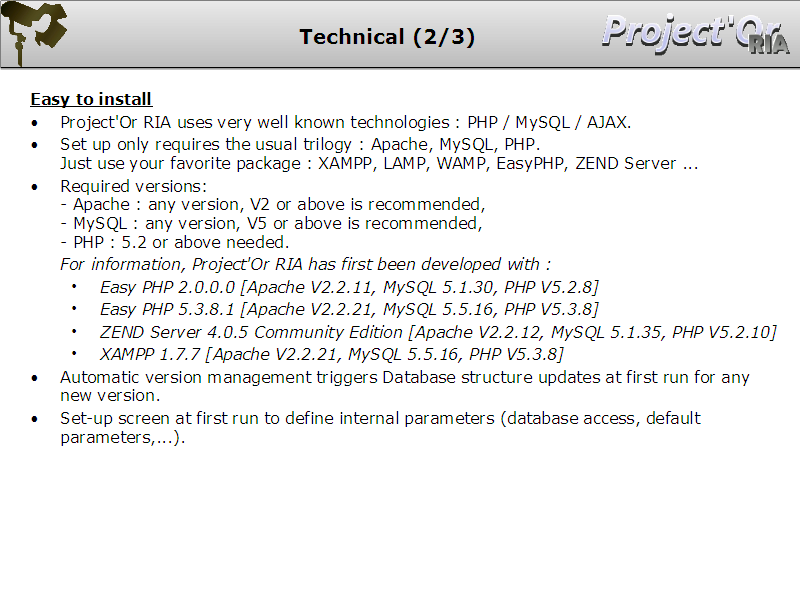 Technical (2/3)
Project'Or
RIA
Easy to install
• Project'Or RIA uses very well known technologies : PHP / MySQL / AJAX.
• Set up only requires the usual trilogy : Apache, MySQL, PHP.
Just use your favorite package : XAMPP, LAMP, WAMP, EasyPHP, ZEND Server ...
• Required versions:
- Apache : any version, V2 or above is recommended,
- MySQL : any version, V5 or above is recommended,
- PHP : 5.2 or above needed.
For information, Project'Or RIA has first been developed with :
• Easy PHP 2.0.0.0 [Apache V2.2.11, MySQL 5.1.30, PHP V5.2.8]
• Easy PHP 5.3.8.1 [Apache V2.2.21, MySQL 5.5.16, PHP V5.3.8]
• ZEND Server 4.0.5 Community Edition [Apache V2.2.12, MySQL 5.1.35, PHP V5.2.10]
• XAMPP 1.7.7 [Apache V2.2.21, MySQL 5.5.16, PHP V5.3.8]
• Automatic version management triggers Database structure updates at first run for any
new version.
• Set-up screen at first run to define internal parameters (database access, default
parameters,...).